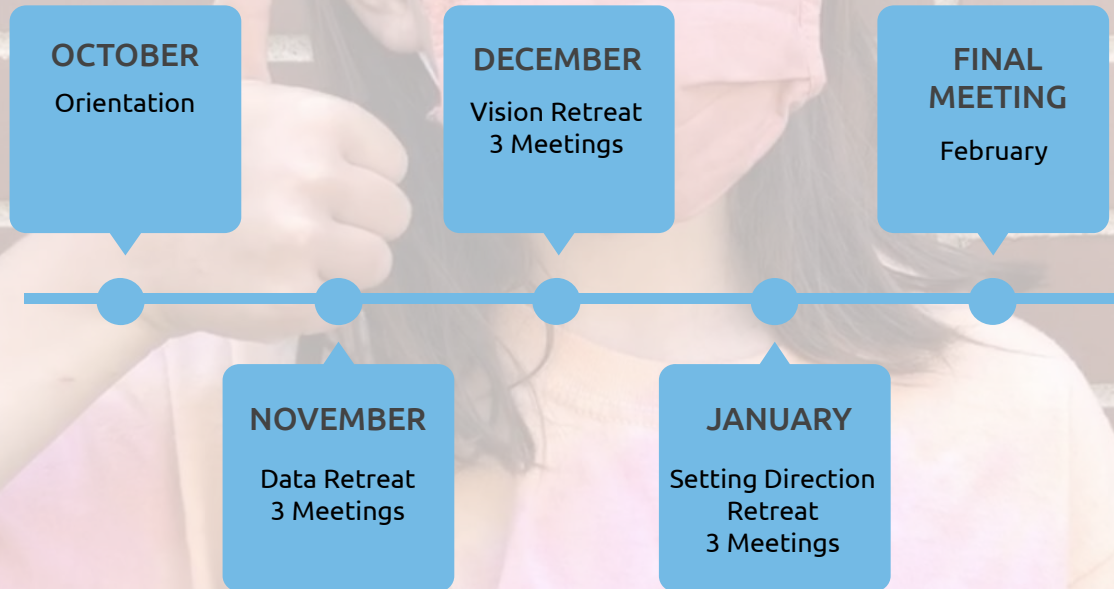 OCTOBER
Orientation
NOVEMBER
Data Retreat
3 Meetings
DECEMBER
Vision Retreat
3 Meetings
JANUARY
Setting Direction
Retreat
3 Meetings
FINAL
MEETING
February